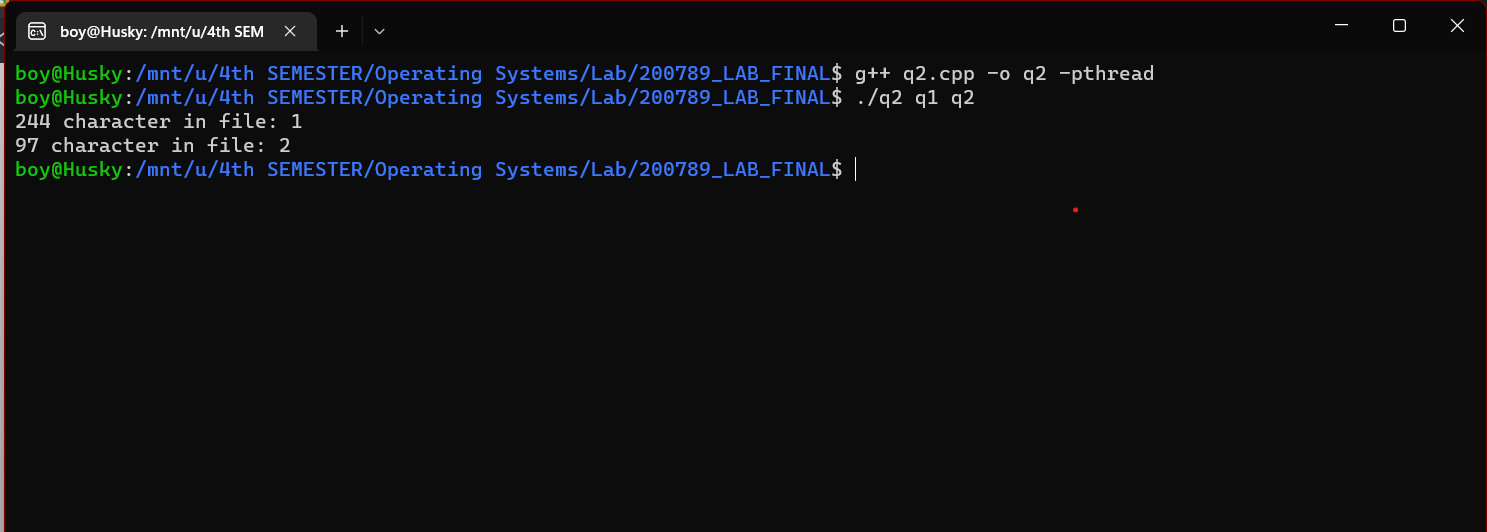 boy@Husky: /mnt/u/4th SEM
boy@Husky:/mnt/u/4th SEMESTER/Operating Systems/Lab/200789_LAB_FINAL$ g++ q2.cpp -o q2 -pthread
boy@Husky:/mnt/u/4th SEMESTER/Operating Systems/Lab/200789_LAB_FINAL$ ./q2 q1 q2
244 character in file: 1
97 character in file: 2
boy@Husky:/mnt/u/4th SEMESTER/Operating Systems/Lab/200789_LAB_FINAL$